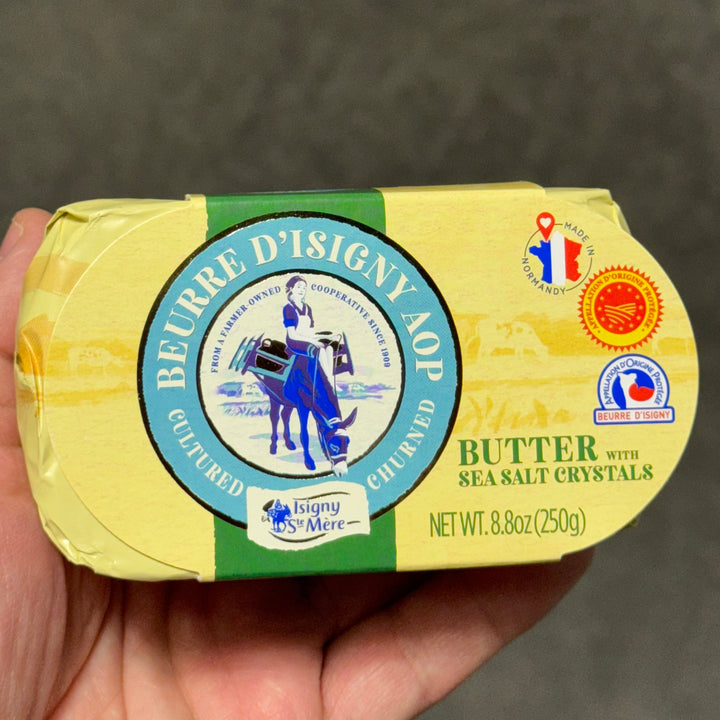 BEURRE D'ISIGNY AOP
FROM A FARMER OWNED COOPERATIVE SINCE 1909
CULTURED
CHURNED
Isigny
Ste Mère
MADE IN
NORMANDY
APPELLATION D'ORIGINE PROTÉGÉE
APPELLATION D'ORIGINE PROTÉGÉE
BEURRE D'ISIGNY
BUTTER WITH
SEA SALT CRYSTALS
NET WT. 8.8oz (250g)